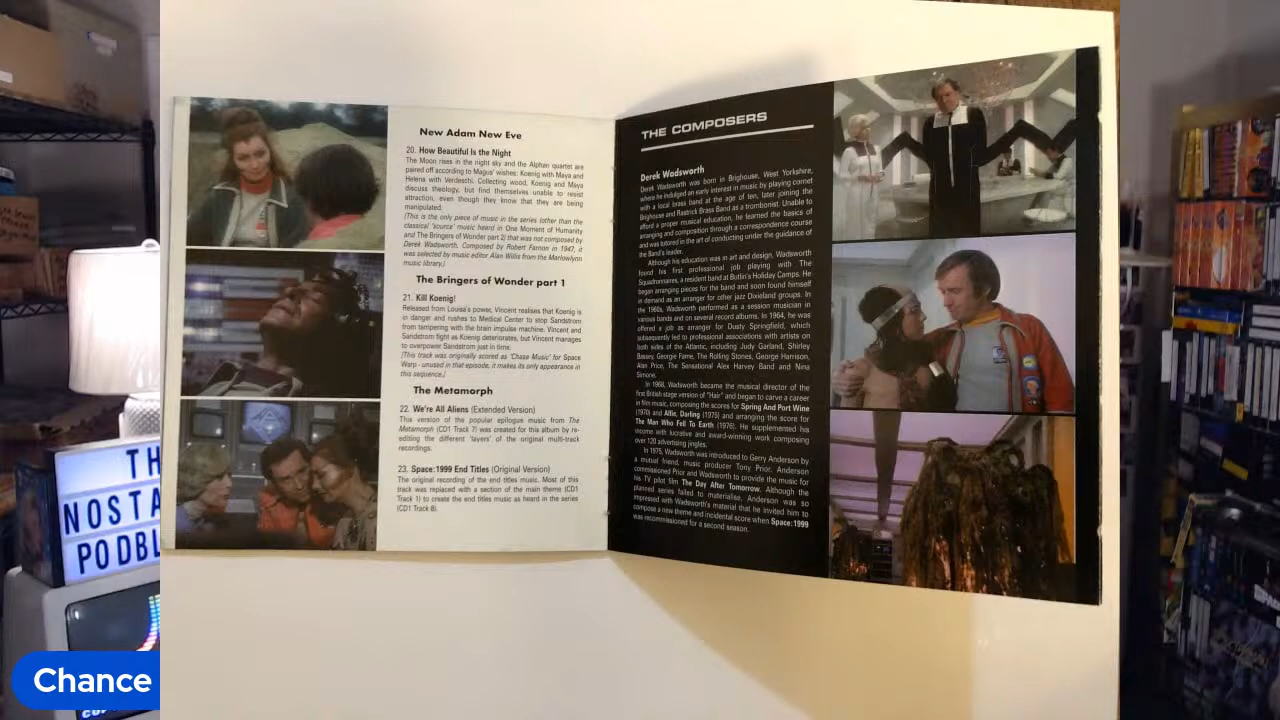 New Adam New Eve
20. How Beautiful Is the Night
The Moon rises in the night sky and the Alphan quartet are
paired off according to Magus' wishes: Koenig with Maya and
Helena with Verdeschi. Collecting wood, Koenig and Maya
discuss theology, but find themselves unable to resist
attraction, even though they know that they are being
manipulated.
(This is the only piece of music in the series (other than the
classical 'source' music heard in One Moment of Humanity
and The Bringers of Wonder part 2) that was not composed by
Derek Wadsworth. Composed by Robert Farnon in 1947, it
was selected by music editor Alan Willis from the Marlowlynn
music library.)
The Bringers of Wonder part 1
21. Kill Koenig!
Released from Lousa's power, Vincent realises that Koenig is
in danger and rushes to Medical Center to stop Sandstrom
from tampering with the brain impulse machine. Vincent and
Sandstrom fight as Koenig deteriorates, but Vincent manages
to overpower Sandstrom just in time.
(This track was originally scored as 'Chase Music' for Space
Warp - unused in that episode, it makes its only appearance in
this sequence.)
The Metamorph
22. We're All Aliens (Extended Version)
This version of the popular epilogue music from The
Metamorph (CD1 Track 7) was created for this album by re-
editing the different 'layers' of the original multi-track
recordings.
23. Space:1999 End Titles (Original Version)
The original recording of the end titles music. Most of this
track was replaced with a section of the main theme (CD1
Track 1) to create the end titles music as heard in the series
(CD1 Track 8).
THE COMPOSERS
Derek Wadsworth
Derek Wadsworth was born in Brighouse, West Yorkshire,
where he indulged an early interest in music by playing cornet
with a local brass band at the age of ten, later joining the
Brighouse and Rastrick Brass Band as a trombonist. Unable to
afford a proper musical education, he learned the basics of
arranging and composition through a correspondence course
and was tutored in the art of conducting under the guidance of
the Band's leader.
Although his education was in art and design, Wadsworth
found his first professional job playing with The
Squadronaires, a resident band at Butlin's Holiday Camps. He
began arranging pieces for the band and soon found himself
in demand as an arranger for other jazz Dixieland groups. In
the 1960s, Wadsworth performed as a session musician in
various bands and on several record albums. In 1964, he was
offered a job as arranger for Dusty Springfield, which
subsequently led to professional associations with artists on
both sides of the Atlantic, including Judy Garland, Shirley
Bassey, Georgie Fame, The Rolling Stones, George Harrison,
Alan Price, The Sensational Alex Harvey Band and Nina
Simone.
In 1968, Wadsworth became the musical director of the
first British stage version of "Hair" and began to carve a career
in film music, composing the scores for Spring And Port Wine
(1970) and Alfie, Darling (1975) and arranging the score for
The Man Who Fell To Earth (1976). He supplemented his
income with lucrative and award-winning work composing
over 120 advertising jingles.
In 1975, Wadsworth was introduced to Gerry Anderson by
a mutual friend, music producer Tony Prior. Anderson
commissioned Prior and Wadsworth to provide the music for
his TV pilot film The Day After Tomorrow. Although the
planned series failed to materialise, Anderson was so
impressed with Wadsworth's material that he invited him to
compose a new theme and incidental score when Space:1999
was recommissioned for a second season.
TH
NOSTA
PODBL
Chance